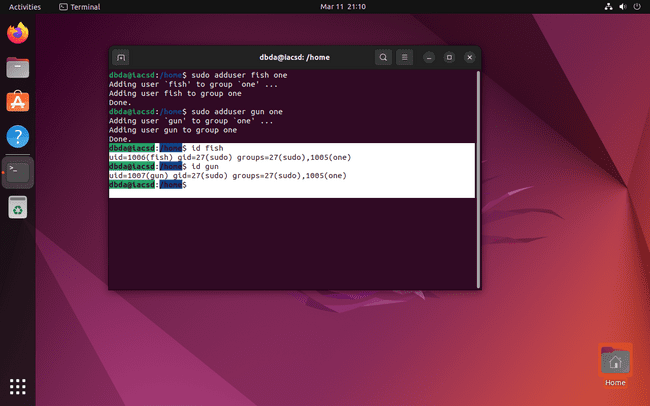 Activities
Terminal
Mar 11 21:10
dbda@iacsd: /home
dbda@iacsd:/home$ sudo adduser fish one
Adding user `fish' to group `one' ...
Adding user fish to group one
Done.
dbda@iacsd:/home$ sudo adduser gun one
Adding user `gun' to group `one' ...
Adding user gun to group one
Done.
dbda@iacsd:/home$ id fish
uid=1006(fish) gid=27(sudo) groups=27(sudo),1005(one)
dbda@iacsd:/home$ id gun
uid=1007(gun) gid=27(sudo) groups=27(sudo),1005(one)
dbda@iacsd:/home$
Home